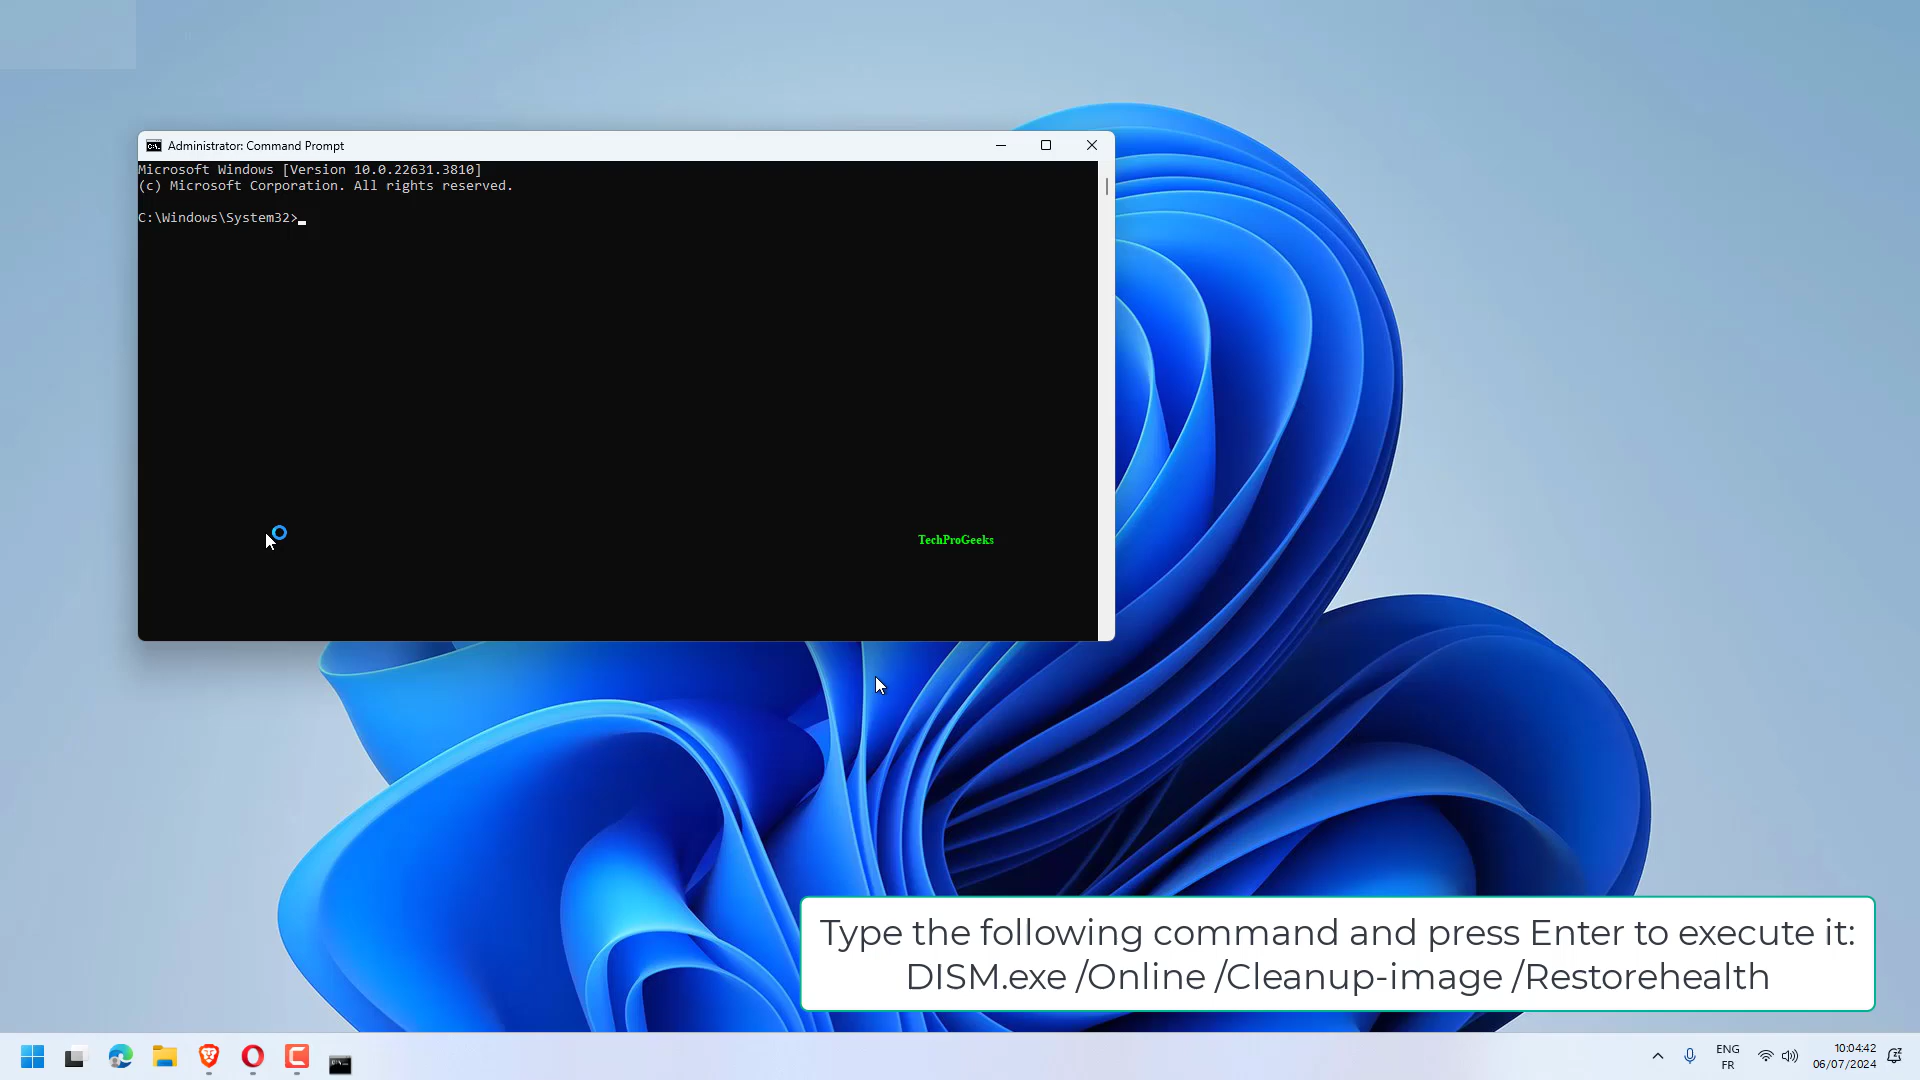 Administrator: Command Prompt
Microsoft Windows [Version 10.0.22631.3810]
(c) Microsoft Corporation. All rights reserved.
C:\Windows\System32>
TechProGeeks
Type the following command and press Enter to execute it:
DISM.exe /Online /Cleanup-image /Restorehealth
ENG
FR
10:04:42
06/07/2024